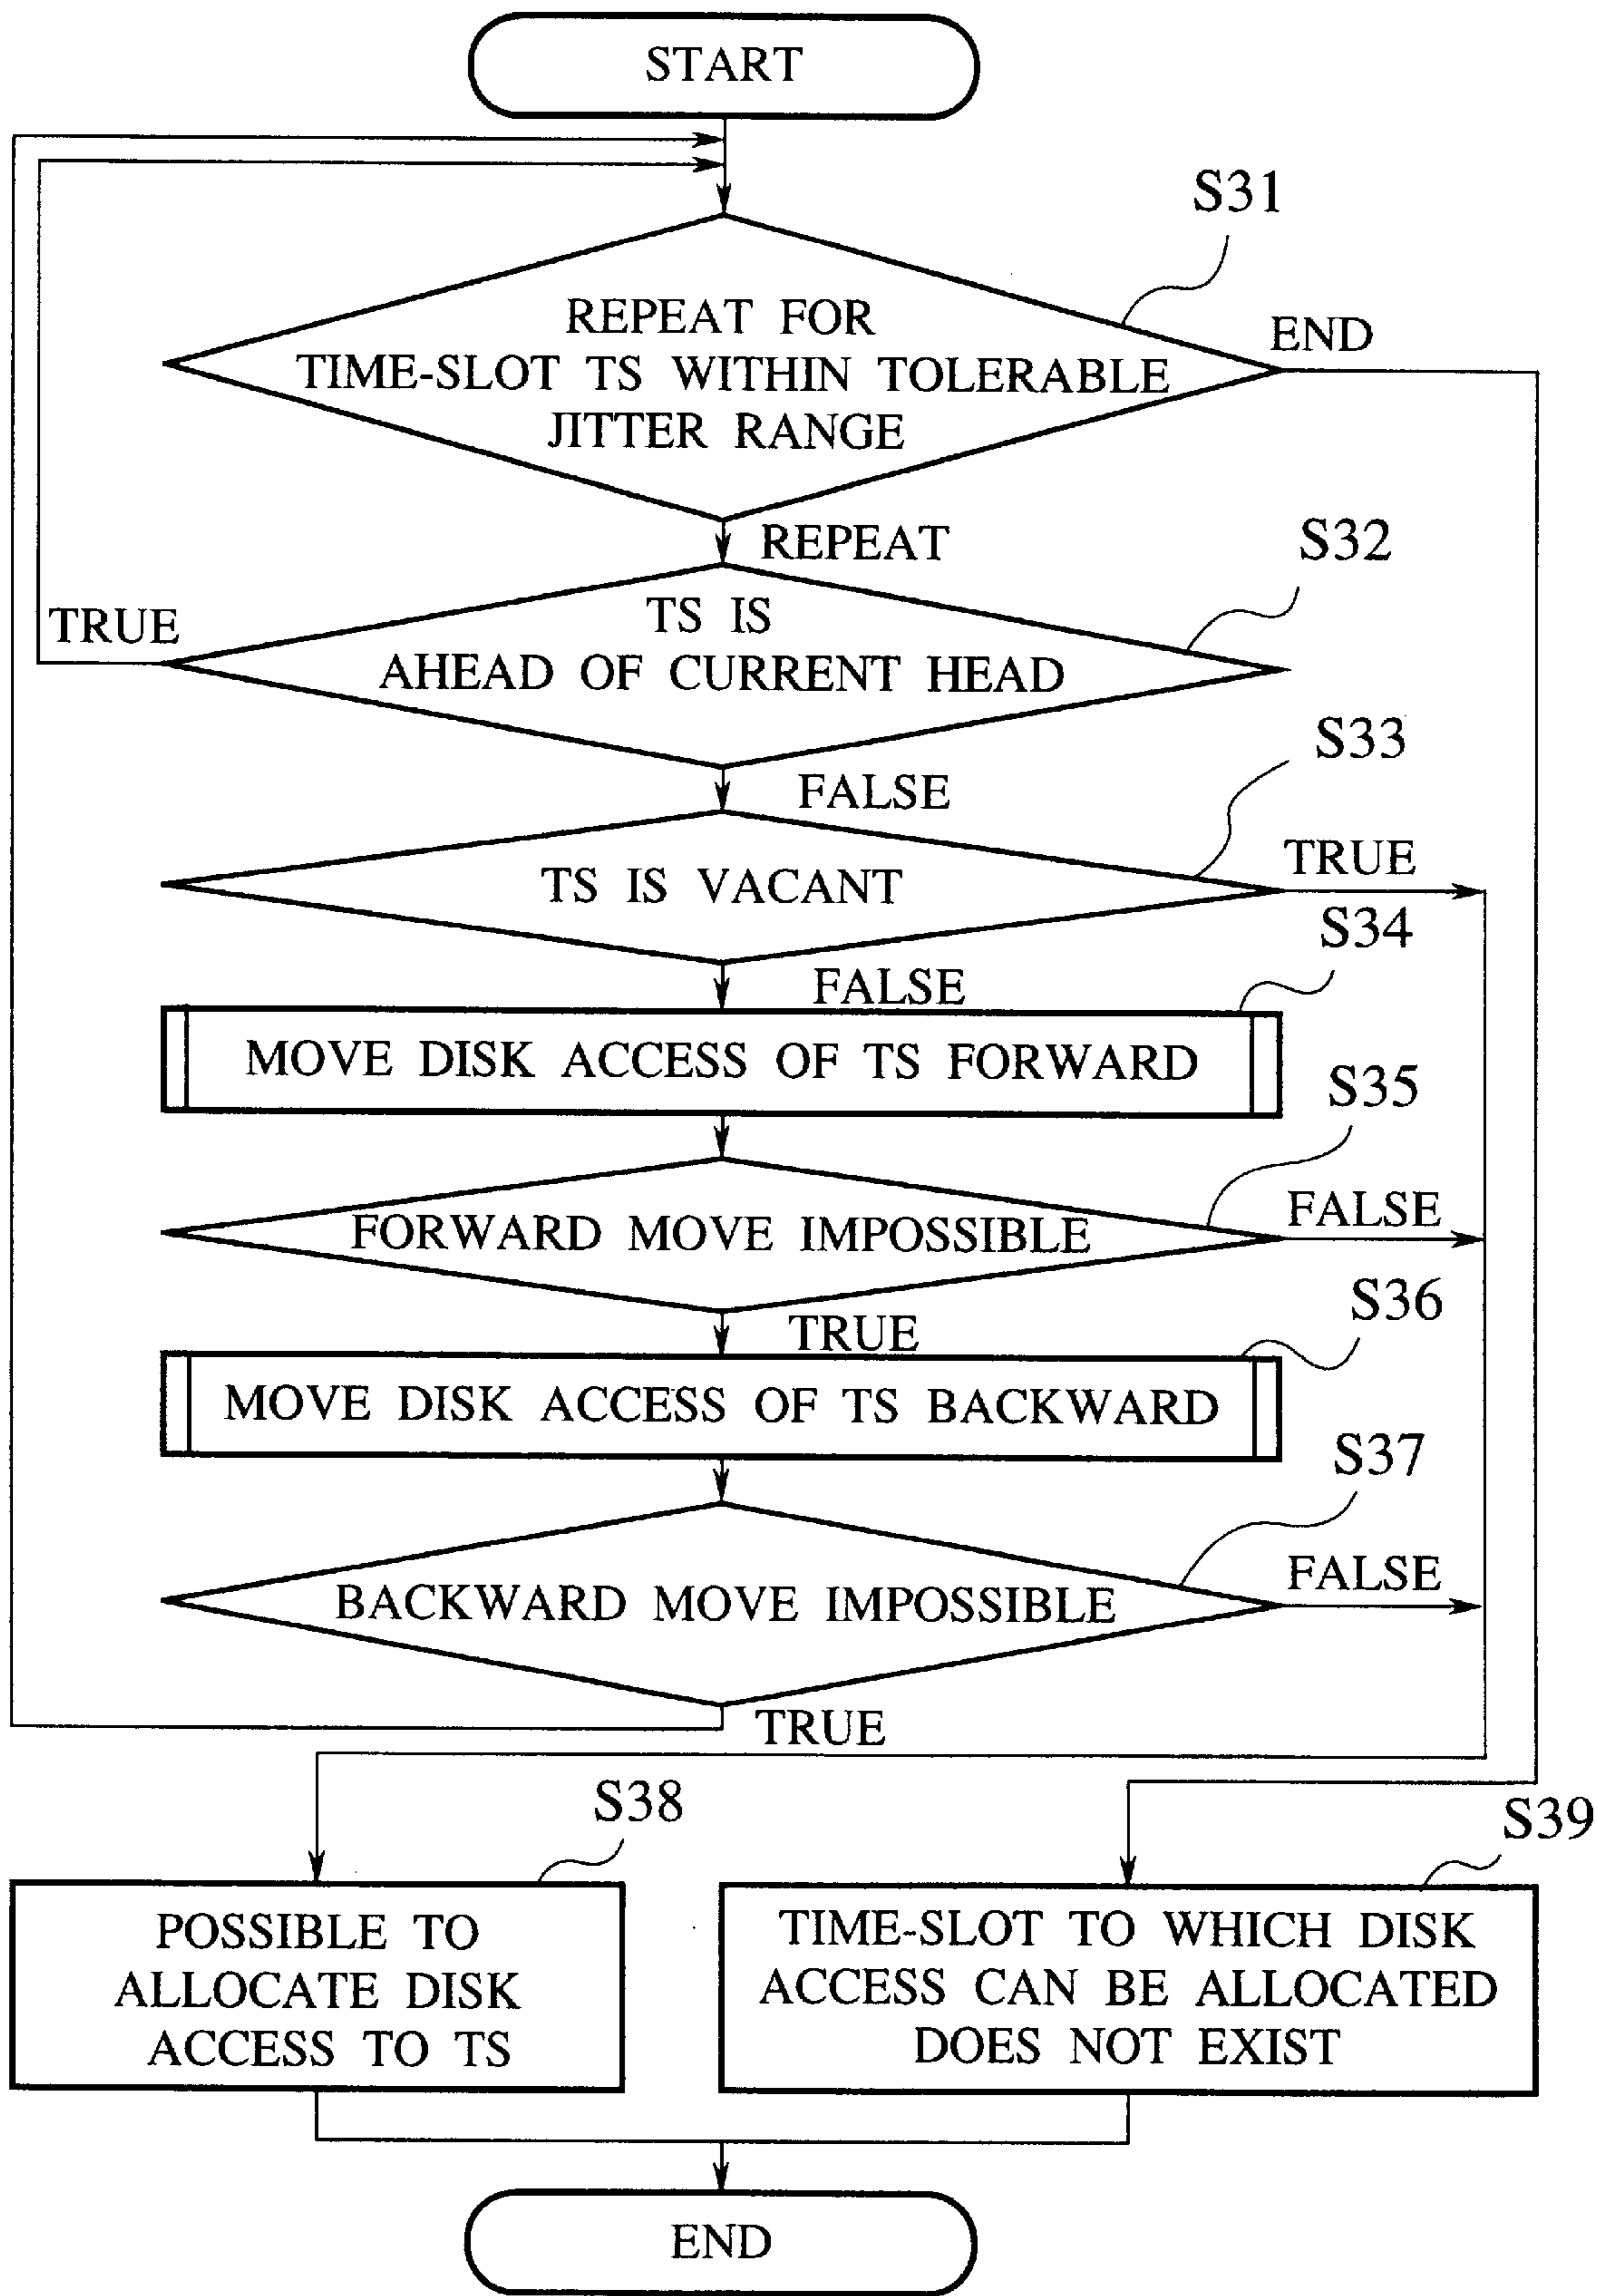 START
S31
REPEAT FOR
TIME-SLOT TS WITHIN TOLERABLE
JITTER RANGE
END
REPEAT
S32
TS IS
AHEAD OF CURRENT HEAD
TRUE
FALSE
S33
TS IS VACANT
TRUE
FALSE
S34
MOVE DISK ACCESS OF TS FORWARD
S35
FORWARD MOVE IMPOSSIBLE
FALSE
TRUE
S36
MOVE DISK ACCESS OF TS BACKWARD
S37
BACKWARD MOVE IMPOSSIBLE
FALSE
TRUE
S38
POSSIBLE TO
ALLOCATE DISK
ACCESS TO TS
S39
TIME-SLOT TO WHICH DISK
ACCESS CAN BE ALLOCATED
DOES NOT EXIST
END